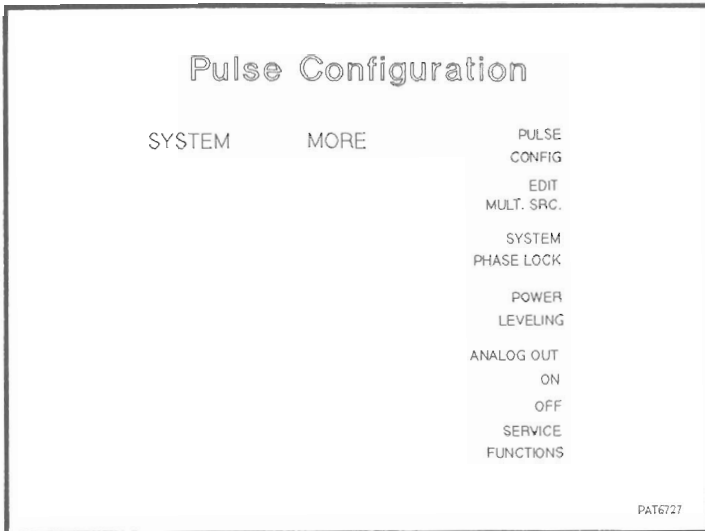 Pulse Configuration
SYSTEM MORE
PULSE
CONFIG
EDIT
MULT. SRC.
SYSTEM
PHASE LOCK
POWER
LEVELING
ANALOG OUT
ON
OFF
SERVICE
FUNCTIONS
PAT6727